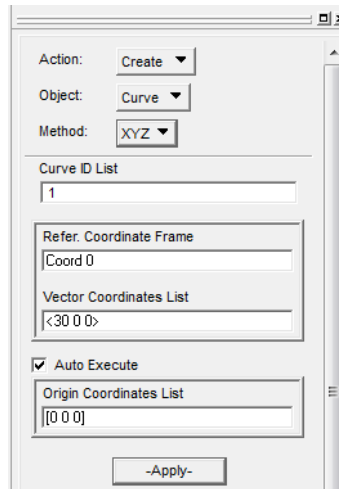 Action: Create
Object: Curve
Method: XYZ
Curve ID List
1
Refer. Coordinate Frame
Coord 0
Vector Coordinates List
<30 0 0>
Auto Execute
Origin Coordinates List
[0 0 0]
-Apply-